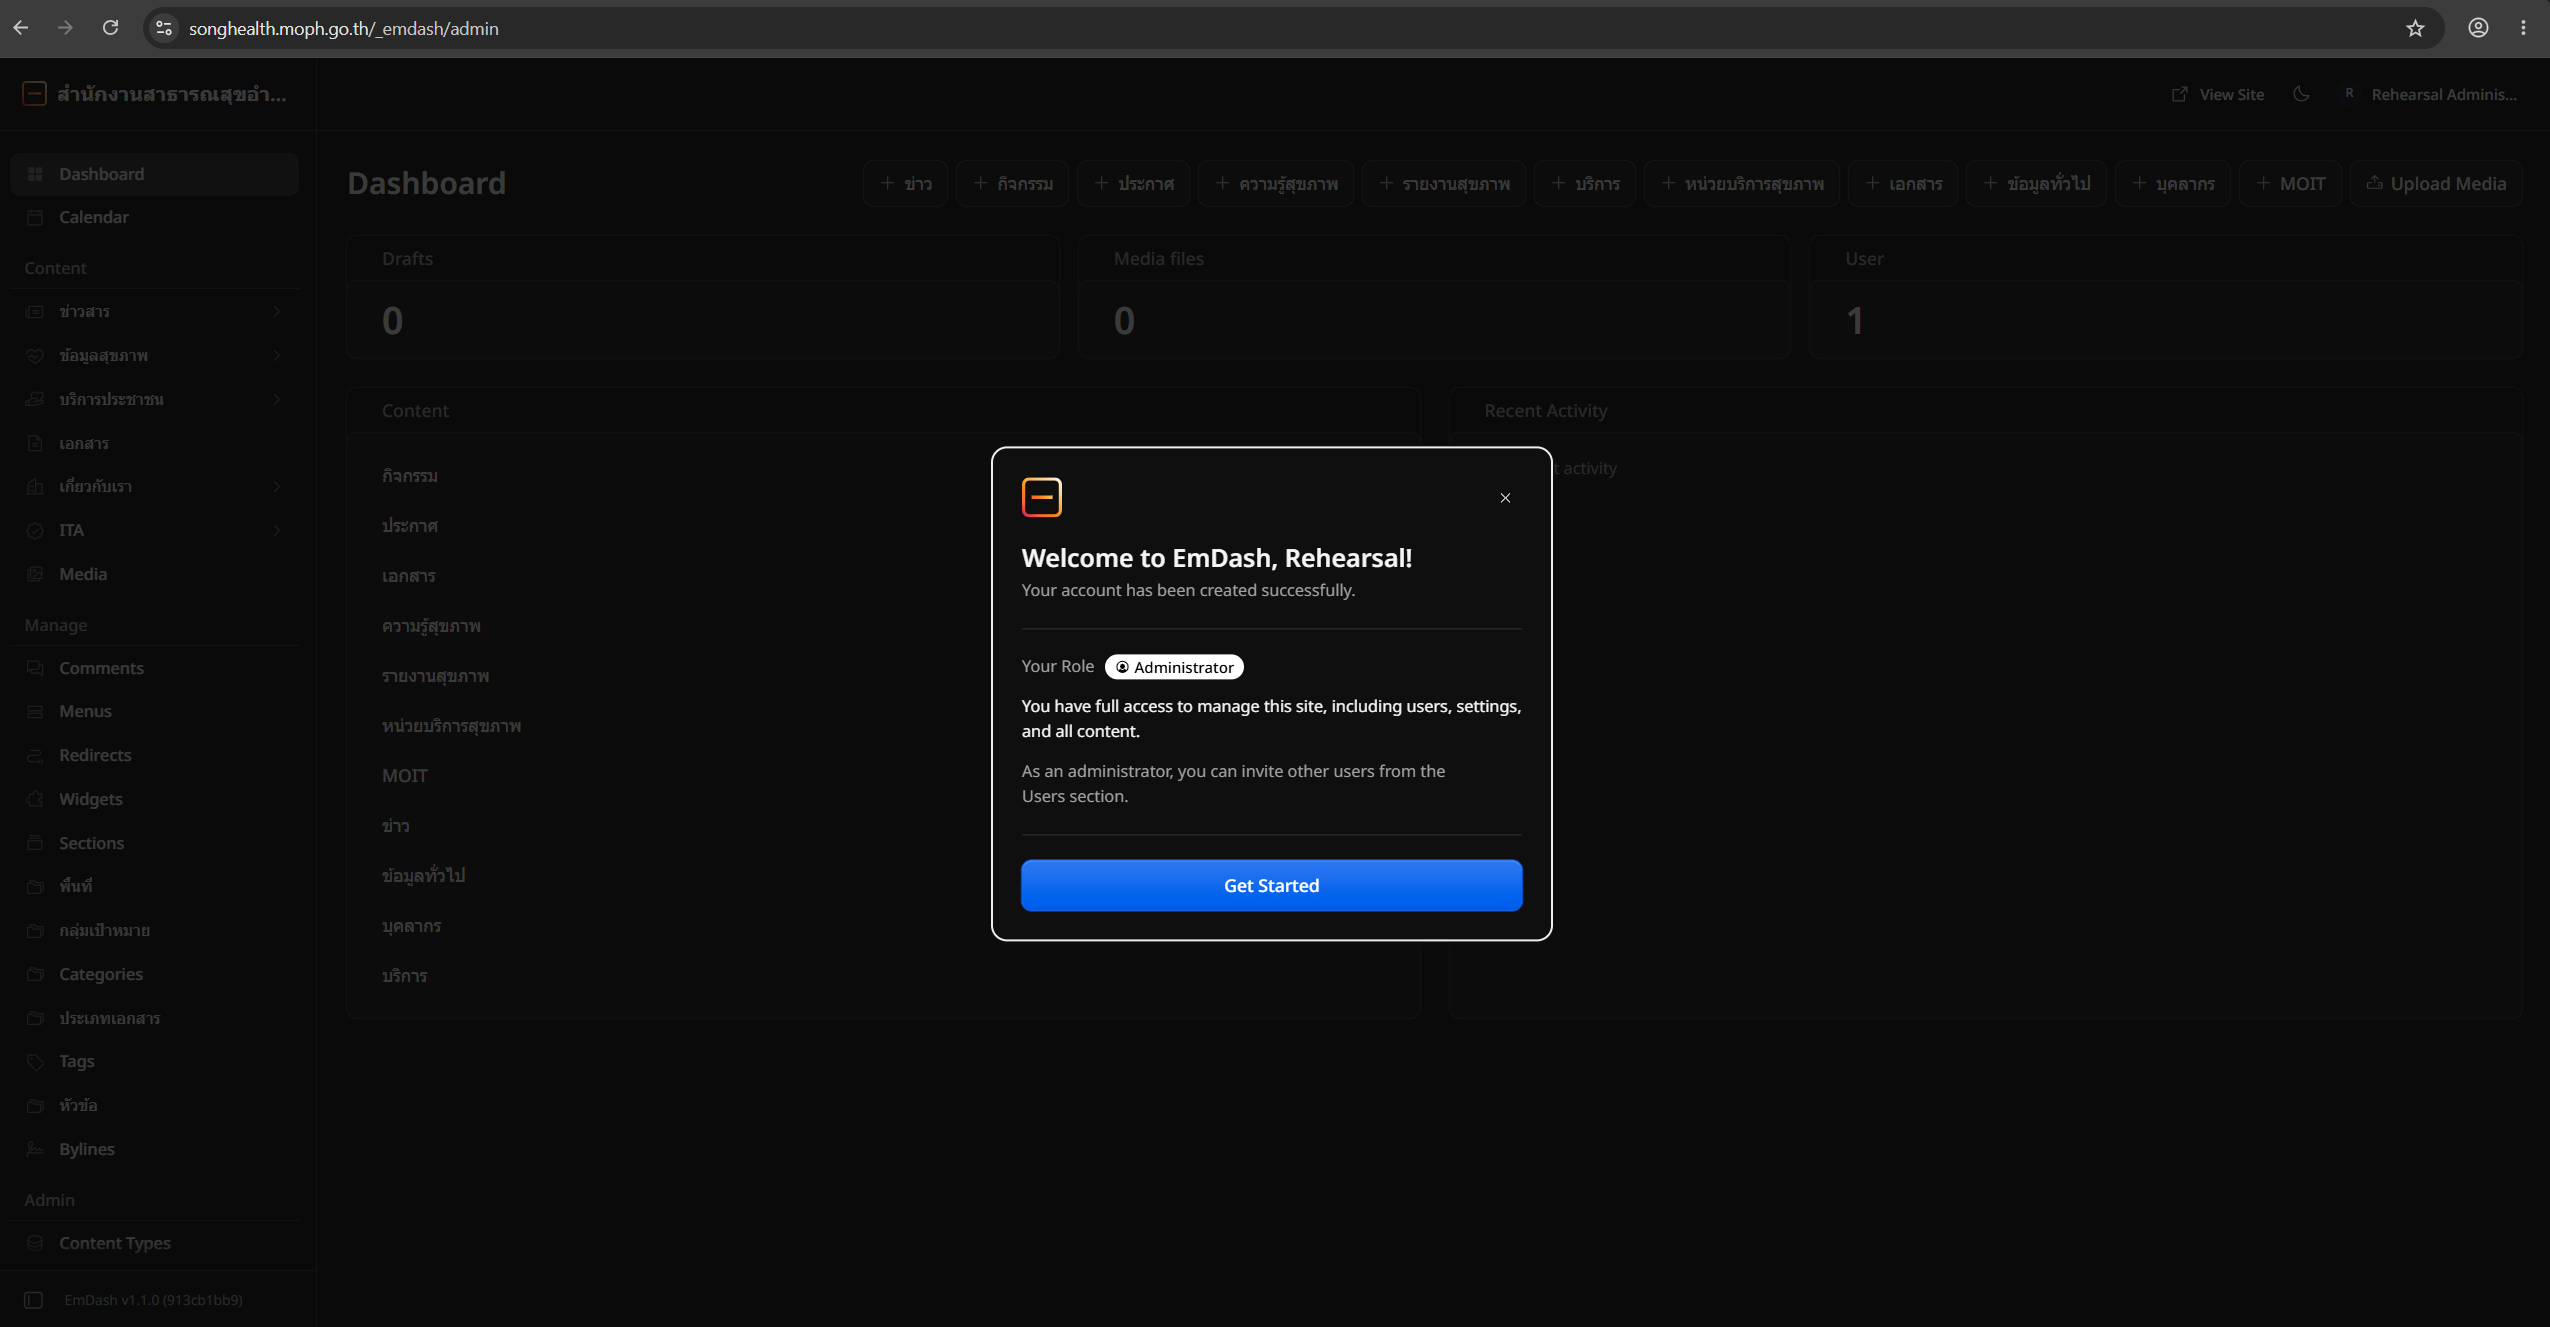 songhealth.moph.go.th/_emdash/admin
สำนักงานสาธารณสุขอำ...
View Site
R
Rehearsal Adminis...
Dashboard
Calendar
Content
ข่าวสาร
ข้อมูลสุขภาพ
บริการประชาชน
เอกสาร
เกี่ยวกับเรา
ITA
Media
Manage
Comments
Menus
Redirects
Widgets
Sections
พื้นที่
กลุ่มเป้าหมาย
Categories
ประเภทเอกสาร
Tags
หัวข้อ
Bylines
Admin
Content Types
EmDash v1.1.0 (913cb1bb9)
Dashboard
ข่าว
กิจกรรม
ประกาศ
ความรู้สุขภาพ
รายงานสุขภาพ
บริการ
หน่วยบริการสุขภาพ
เอกสาร
ข้อมูลทั่วไป
บุคลากร
MOIT
Upload Media
Drafts
0
Media files
0
User
1
Content
กิจกรรม
ประกาศ
เอกสาร
ความรู้สุขภาพ
รายงานสุขภาพ
หน่วยบริการสุขภาพ
MOIT
ข่าว
ข้อมูลทั่วไป
บุคลากร
บริการ
Recent Activity
t activity
Welcome to EmDash, Rehearsal!
Your account has been created successfully.
Your Role
Administrator
You have full access to manage this site, including users, settings,
and all content.
As an administrator, you can invite other users from the
Users section.
Get Started